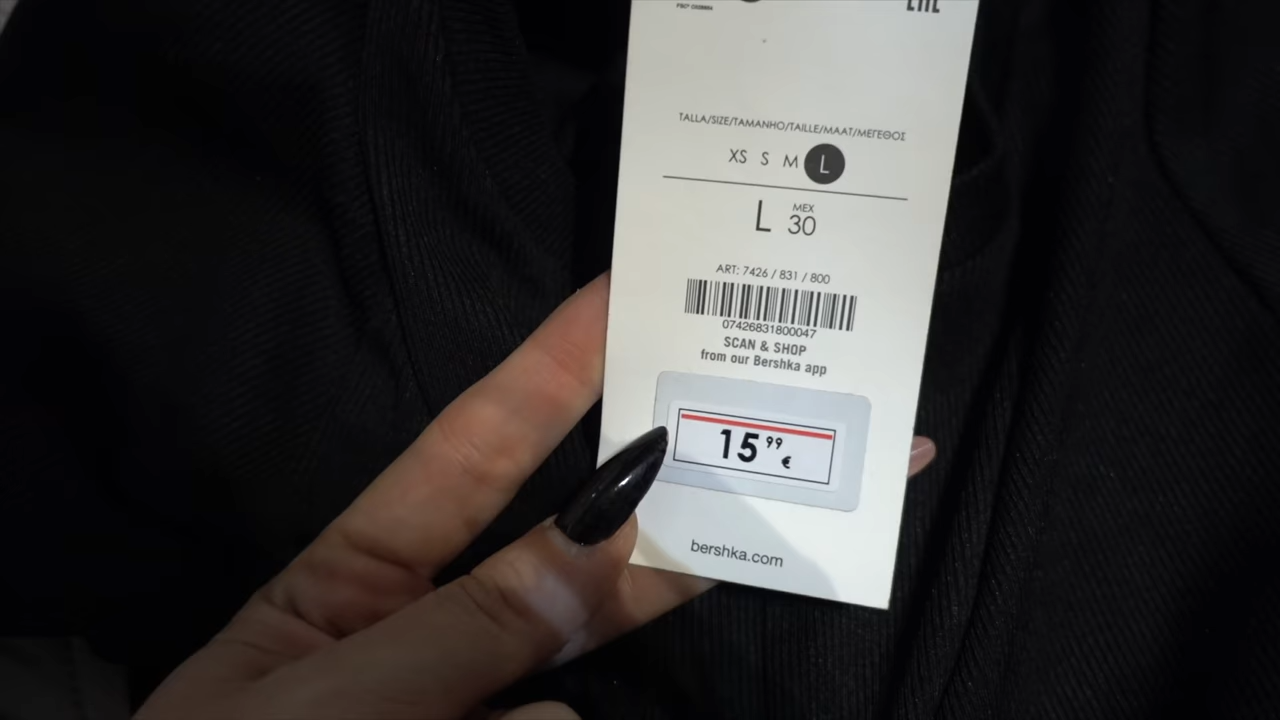 EAC
TALLA/SIZE/TAMANHO/TAILLE/MAAT/ΜΕΓΕΘΟΣ
XS S M L
L MEX 30
ART: 7426 / 831 / 800
07426831800047
SCAN & SHOP
from our Bershka app
15 99 €
bershka.com